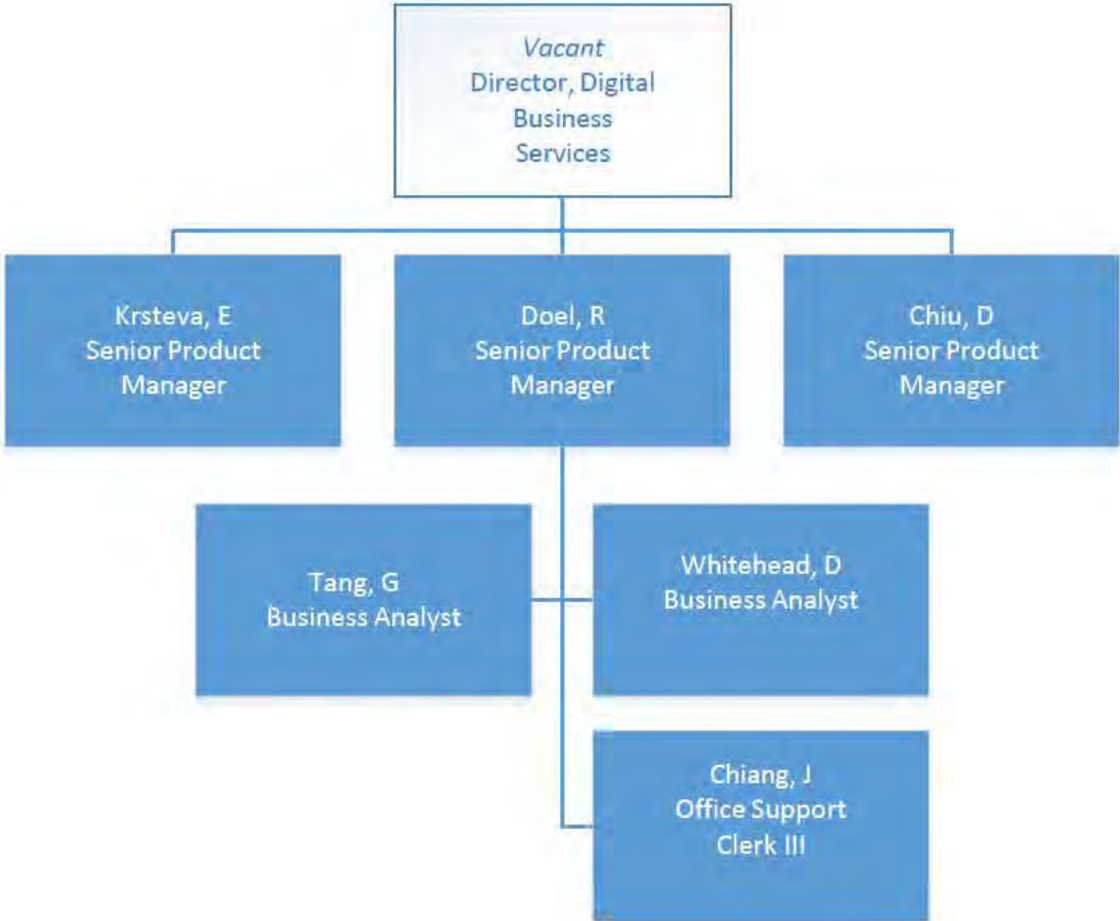 Vacant
Director, Digital
Business
Services
Krsteva, E
Senior Product
Manager
Doel, R
Senior Product
Manager
Chiu, D
Senior Product
Manager
Tang, G
Business Analyst
Whitehead, D
Business Analyst
Chiang, J
Office Support
Clerk III